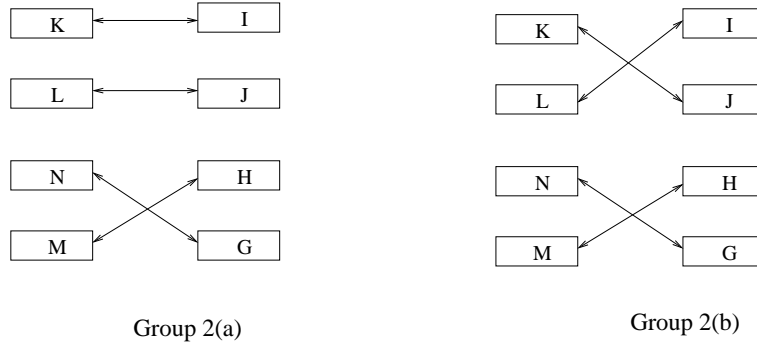 K I
L J
N H
M G
Group 2(a)
K I
L J
N H
M G
Group 2(b)